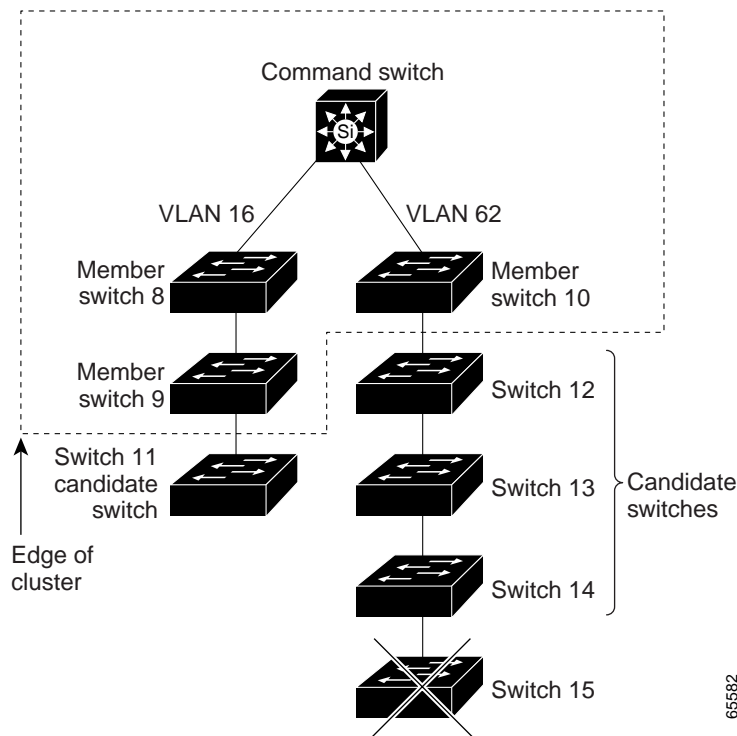 Command switch
Si
VLAN 16
VLAN 62
Member
switch 8
Member
switch 10
Member
switch 9
Switch 12
Switch 11
candidate
switch
Switch 13
Candidate
switches
Edge of
cluster
Switch 14
Switch 15
65582